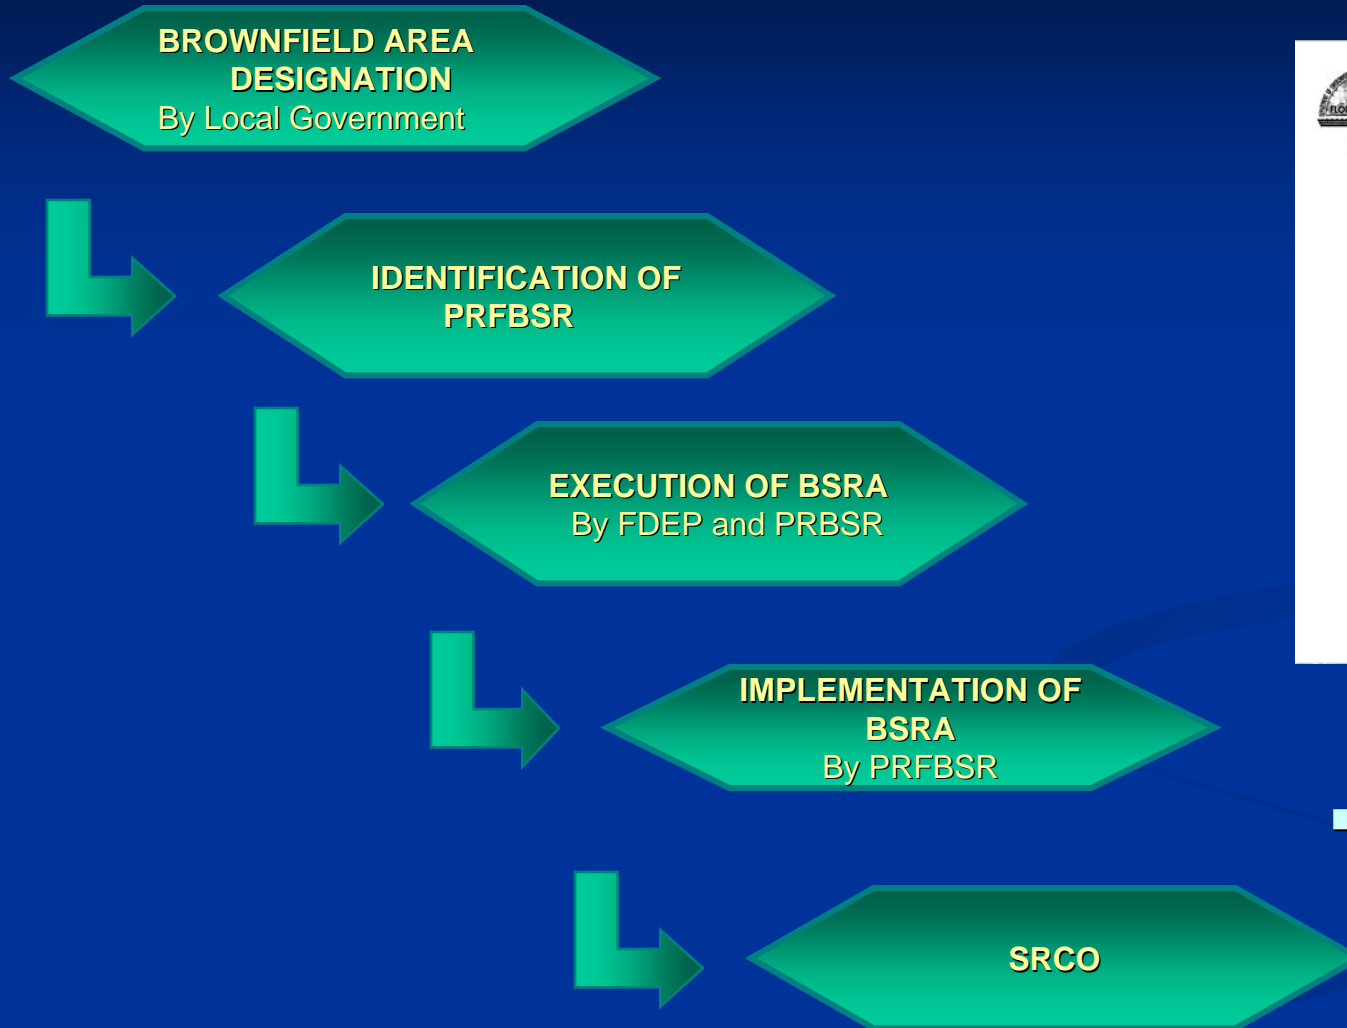 BROWNFIELD AREA
DESIGNATION
By Local Government
IDENTIFICATION OF
PRFBSR
EXECUTION OF BSRA
By FDEP and PRBSR
IMPLEMENTATION OF
BSRA
By PRFBSR
SRCO